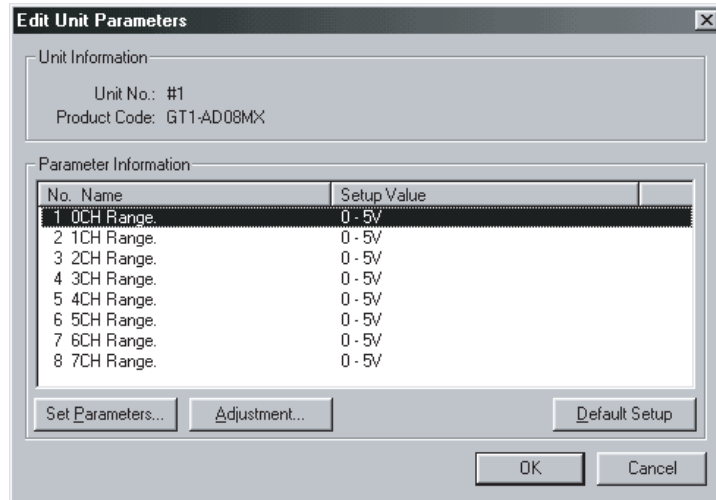 Edit Unit Parameters
Unit Information
Unit No.: #1
Product Code: GT1-AD08MX
Parameter Information
No. Name Setup Value
1 0CH Range. 0 - 5V
2 1CH Range. 0 - 5V
3 2CH Range. 0 - 5V
4 3CH Range. 0 - 5V
5 4CH Range. 0 - 5V
6 5CH Range. 0 - 5V
7 6CH Range. 0 - 5V
8 7CH Range. 0 - 5V
Set Parameters... Adjustment... Default Setup
OK Cancel